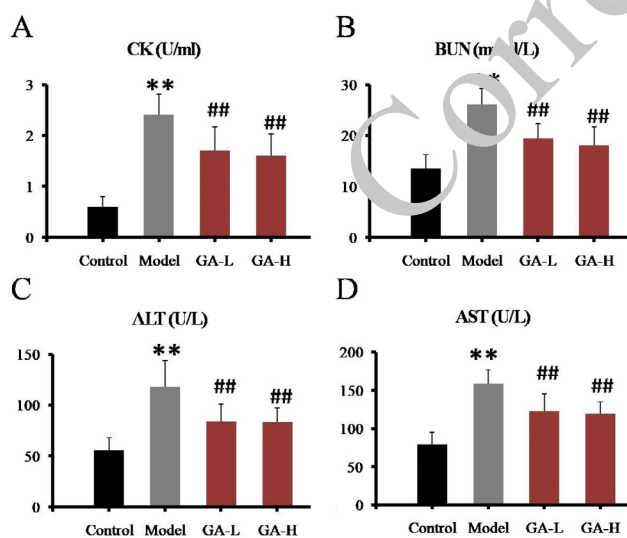 A
CK (U/ml)
3
2
1
0
**
##
##
Control Model GA-L GA-H
B
BUN
30
20
10
0
##
##
Control Model GA-L GA-H
C
ALT (U/L)
150
100
50
0
**
##
##
Control Model GA-L GA-H
D
AST (U/L)
200
150
100
50
0
**
##
##
Control Model GA-L GA-H
Corre